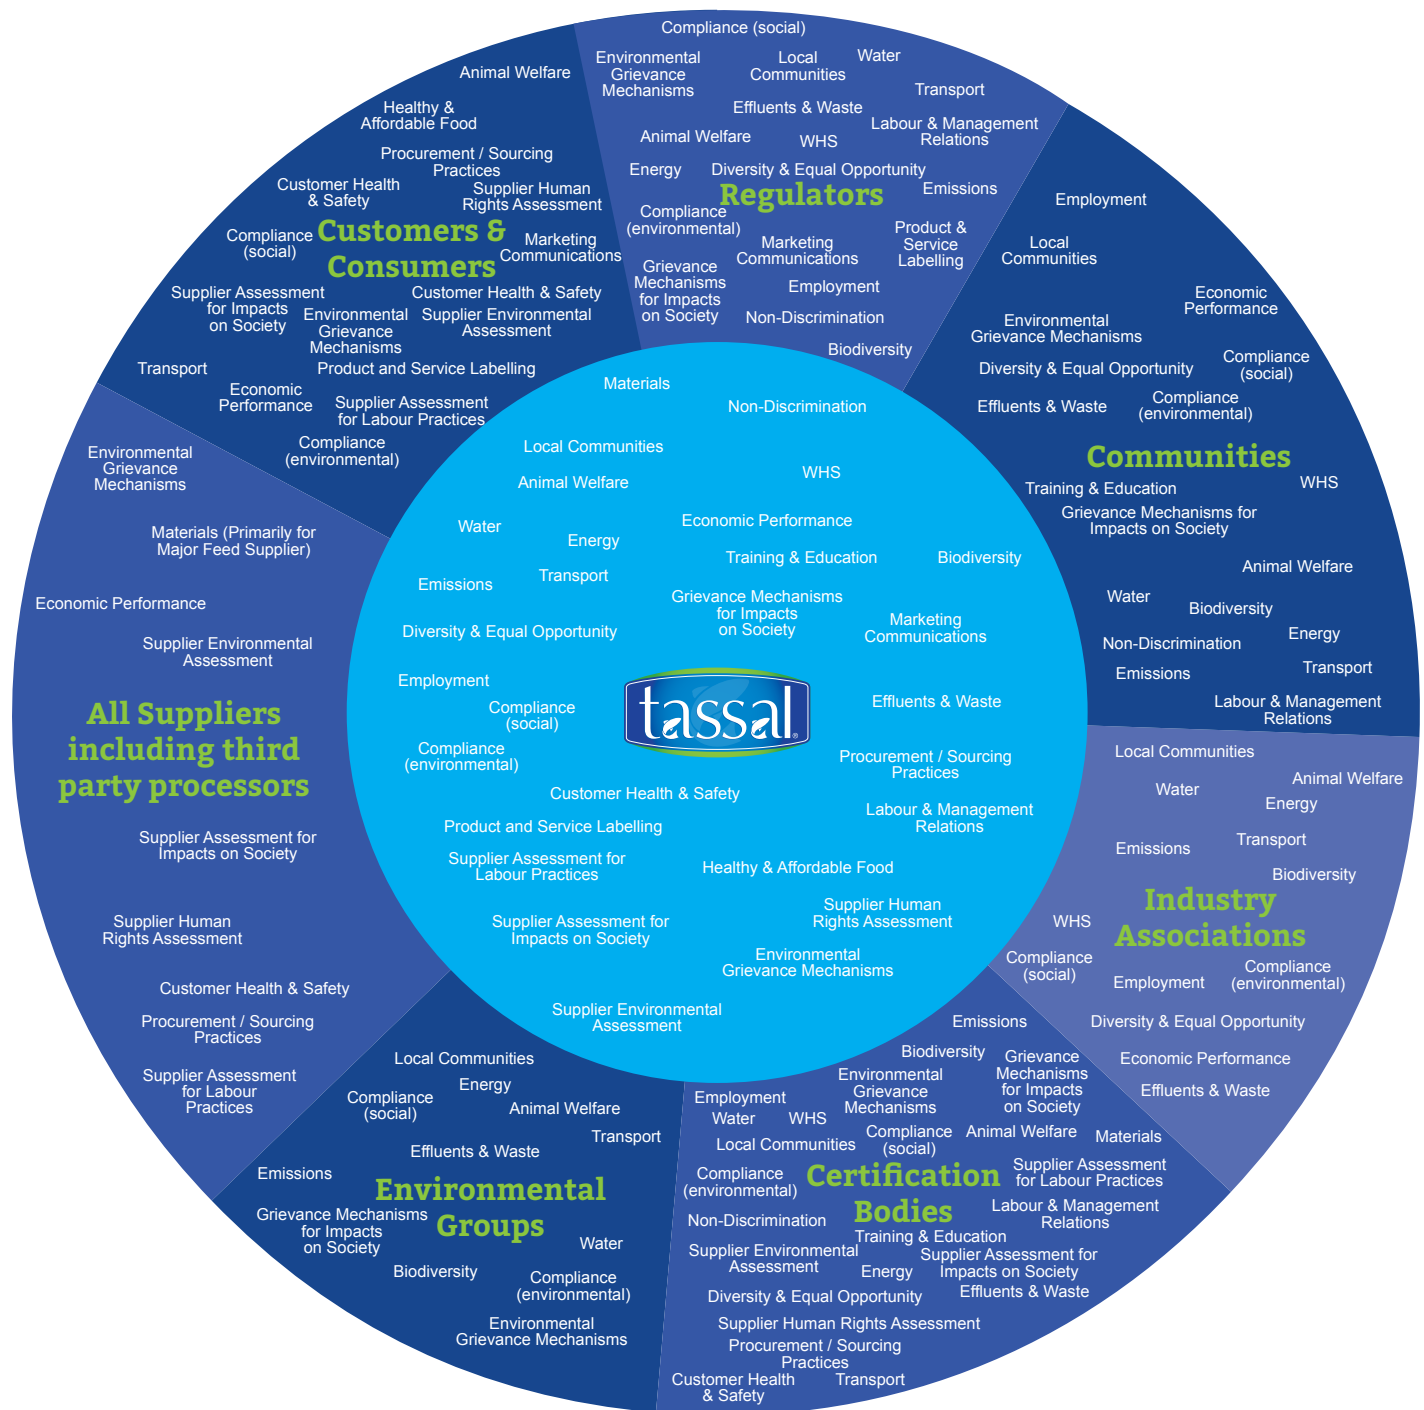 Compliance (social)
Environmental
Grievance
Mechanisms
Local
Communities
Water
Transport
Effluents & Waste
Labour & Management
Relations
Animal Welfare
WHS
Energy
Diversity & Equal Opportunity
Regulators
Emissions
Compliance
(environmental)
Product &
Service
Labelling
Marketing
Communications
Grievance
Mechanisms
for Impacts
on Society
Employment
Non-Discrimination
Biodiversity
Animal Welfare
Healthy &
Affordable Food
Procurement / Sourcing
Practices
Customer Health
& Safety
Supplier Human
Rights Assessment
Compliance
(social)
Customers &
Consumers
Marketing
Communications
Supplier Assessment
for Impacts
on Society
Customer Health & Safety
Environmental
Grievance
Mechanisms
Supplier Environmental
Assessment
Transport
Product and Service Labelling
Economic
Performance
Supplier Assessment
for Labour Practices
Compliance
(environmental)
Employment
Local
Communities
Economic
Performance
Environmental
Grievance Mechanisms
Diversity & Equal Opportunity
Compliance
(social)
Effluents & Waste
Compliance
(environmental)
Communities
Training & Education
WHS
Grievance Mechanisms for
Impacts on Society
Animal Welfare
Water
Biodiversity
Non-Discrimination
Energy
Emissions
Transport
Labour & Management
Relations
Materials
Non-Discrimination
Local Communities
WHS
Animal Welfare
Water
Economic Performance
Energy
Training & Education
Biodiversity
Emissions
Transport
Grievance Mechanisms
for Impacts
on Society
Marketing
Communications
Diversity & Equal Opportunity
Employment
Compliance
(social)
tassal®
Effluents & Waste
Compliance
(environmental)
Procurement / Sourcing
Practices
Customer Health & Safety
Labour & Management
Relations
Product and Service Labelling
Supplier Assessment for
Labour Practices
Healthy & Affordable Food
Supplier Human
Rights Assessment
Supplier Assessment for
Impacts on Society
Environmental
Grievance Mechanisms
Supplier Environmental
Assessment
Environmental
Grievance
Mechanisms
Materials (Primarily for
Major Feed Supplier)
Economic Performance
Supplier Environmental
Assessment
All Suppliers
including third
party processors
Supplier Assessment for
Impacts on Society
Supplier Human
Rights Assessment
Customer Health & Safety
Procurement / Sourcing
Practices
Supplier Assessment
for Labour
Practices
Local Communities
Water
Animal Welfare
Energy
Emissions
Transport
Biodiversity
Industry
Associations
WHS
Compliance
(social)
Employment
Compliance
(environmental)
Diversity & Equal Opportunity
Economic Performance
Effluents & Waste
Local Communities
Energy
Compliance
(social)
Animal Welfare
Transport
Effluents & Waste
Emissions
Environmental
Groups
Grievance Mechanisms
for Impacts
on Society
Water
Biodiversity
Compliance
(environmental)
Environmental
Grievance Mechanisms
Emissions
Biodiversity
Grievance
Mechanisms
for Impacts
on Society
Environmental
Grievance
Mechanisms
Employment
Water
WHS
Local Communities
Compliance
(social)
Animal Welfare
Materials
Compliance
(environmental)
Certification
Bodies
Supplier Assessment
for Labour Practices
Non-Discrimination
Labour & Management
Relations
Training & Education
Supplier Environmental
Assessment
Energy
Supplier Assessment for
Impacts on Society
Diversity & Equal Opportunity
Effluents & Waste
Supplier Human Rights Assessment
Procurement / Sourcing
Practices
Customer Health
& Safety
Transport